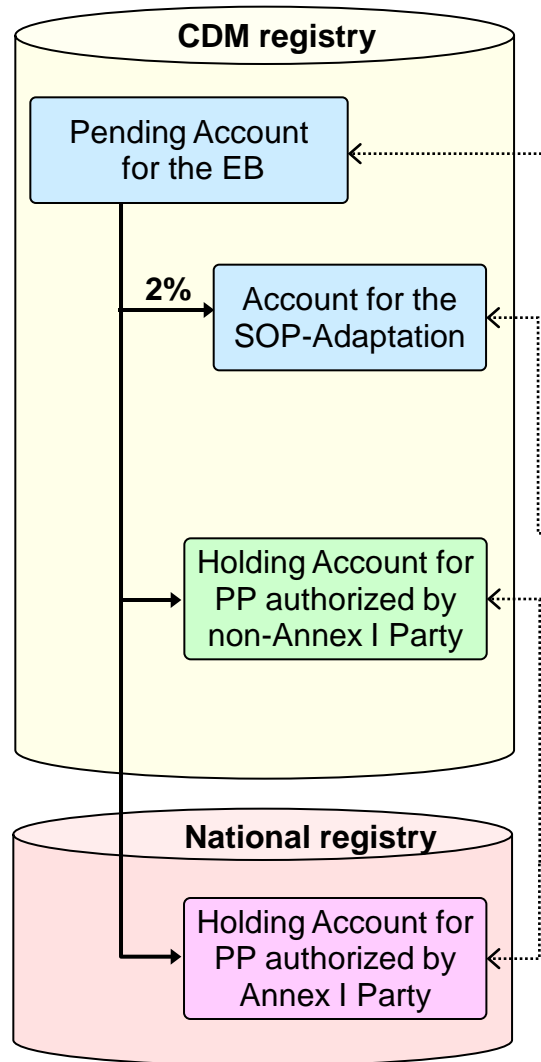 CDM registry
Pending Account
for the EB
2%
Account for the
SOP-Adaptation
Holding Account for
PP authorized by
non-Annex I Party
National registry
Holding Account for
PP authorized by
Annex I Party